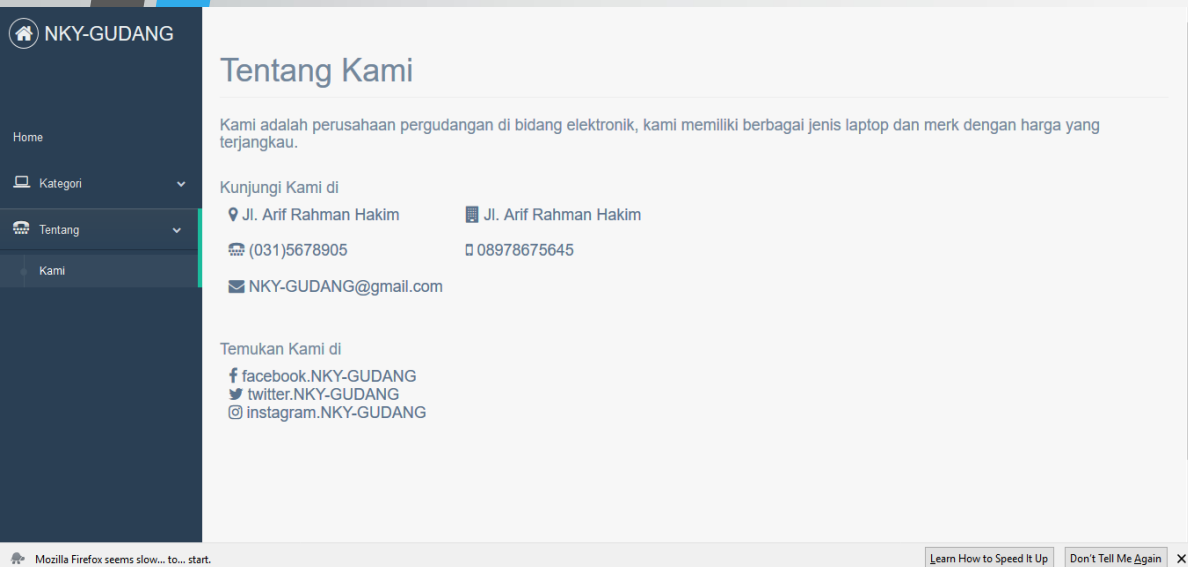 NKY-GUDANG
Home
Kategori
Tentang
Kami
Tentang Kami
Kami adalah perusahaan pergudangan di bidang elektronik, kami memiliki berbagai jenis laptop dan merk dengan harga yang
terjangkau.
Kunjungi Kami di
Jl. Arif Rahman Hakim
Jl. Arif Rahman Hakim
(031)5678905
08978675645
NKY-GUDANG@gmail.com
Temukan Kami di
facebook.NKY-GUDANG
twitter.NKY-GUDANG
instagram.NKY-GUDANG
Mozilla Firefox seems slow... to... start.
Learn How to Speed It Up
Don't Tell Me Again